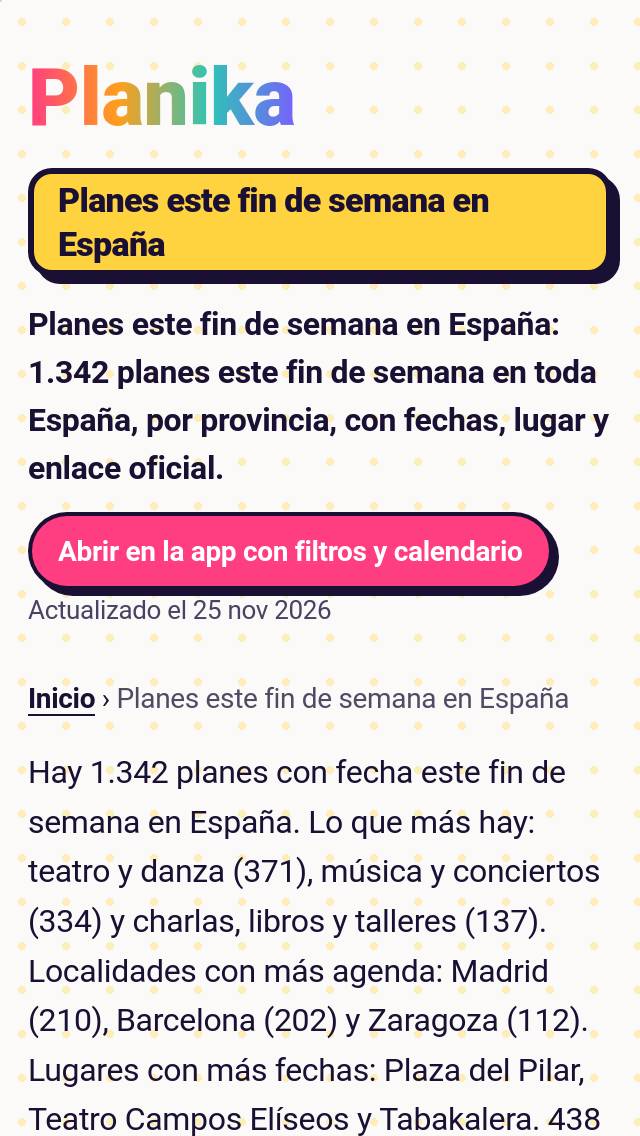 Planika
Planes este fin de semana en
España
Planes este fin de semana en España:
1.342 planes este fin de semana en toda
España, por provincia, con fechas, lugar y
enlace oficial.
Abrir en la app con filtros y calendario
Actualizado el 25 nov 2026
Inicio › Planes este fin de semana en España
Hay 1.342 planes con fecha este fin de
semana en España. Lo que más hay:
teatro y danza (371), música y conciertos
(334) y charlas, libros y talleres (137).
Localidades con más agenda: Madrid
(210), Barcelona (202) y Zaragoza (112).
Lugares con más fechas: Plaza del Pilar,
Teatro Campos Elíseos y Tabakalera. 438